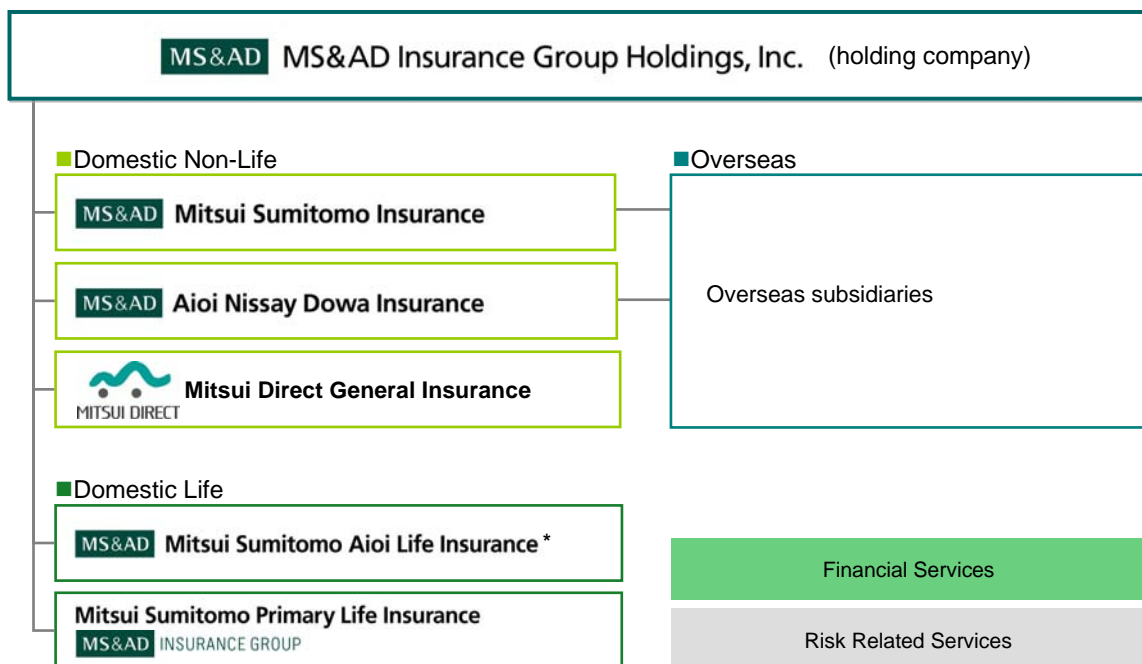 MS&AD MS&AD Insurance Group Holdings, Inc. (holding company)
Domestic Non-Life
MS&AD Mitsui Sumitomo Insurance
MS&AD Aioi Nissay Dowa Insurance
MITSUI DIRECT Mitsui Direct General Insurance
Overseas
Overseas subsidiaries
Domestic Life
MS&AD Mitsui Sumitomo Aioi Life Insurance *
Mitsui Sumitomo Primary Life Insurance
MS&AD INSURANCE GROUP
Financial Services
Risk Related Services